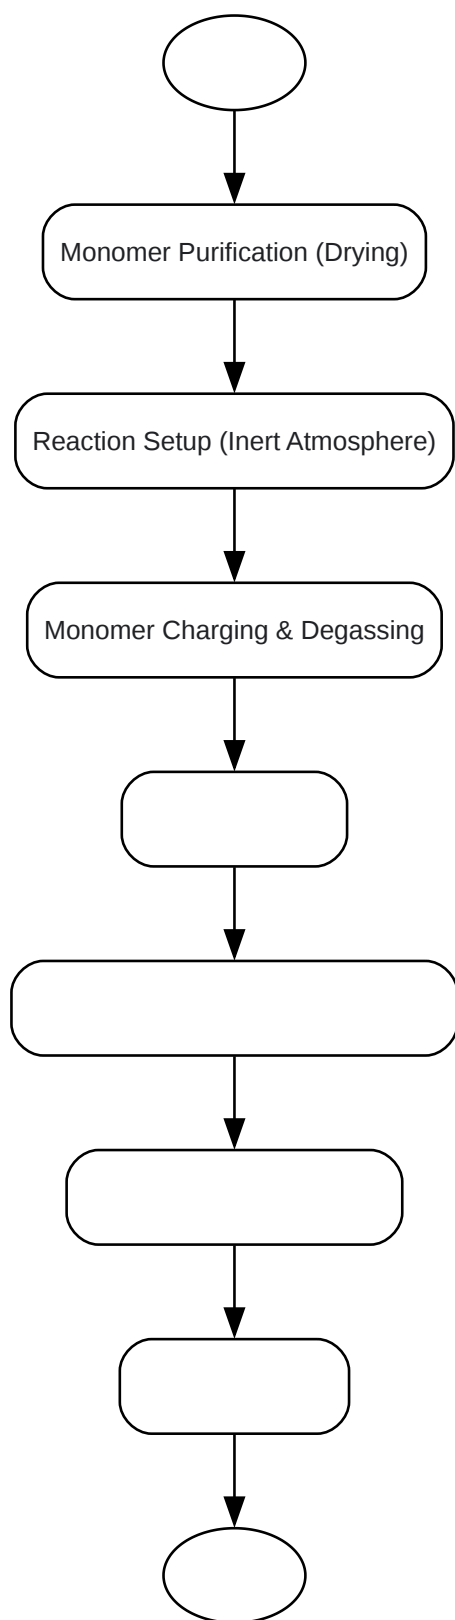 Monomer Purification (Drying)
Reaction Setup (Inert Atmosphere)
Monomer Charging & Degassing